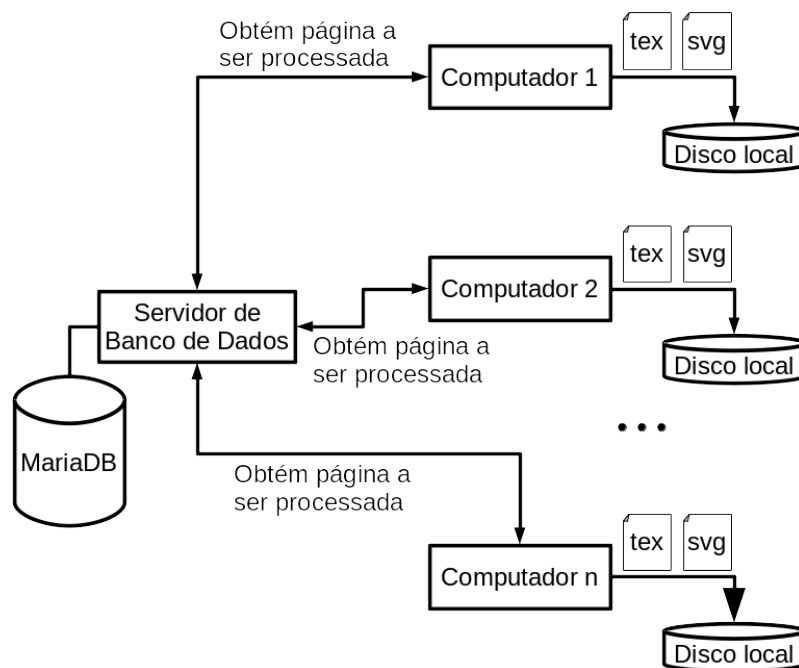 Obtém página a
ser processada
Computador 1
tex
svg
Disco local
Computador 2
tex
svg
Disco local
Servidor de
Banco de Dados
Obtém página a
ser processada
MariaDB
Obtém página a
ser processada
Computador n
tex
svg
Disco local